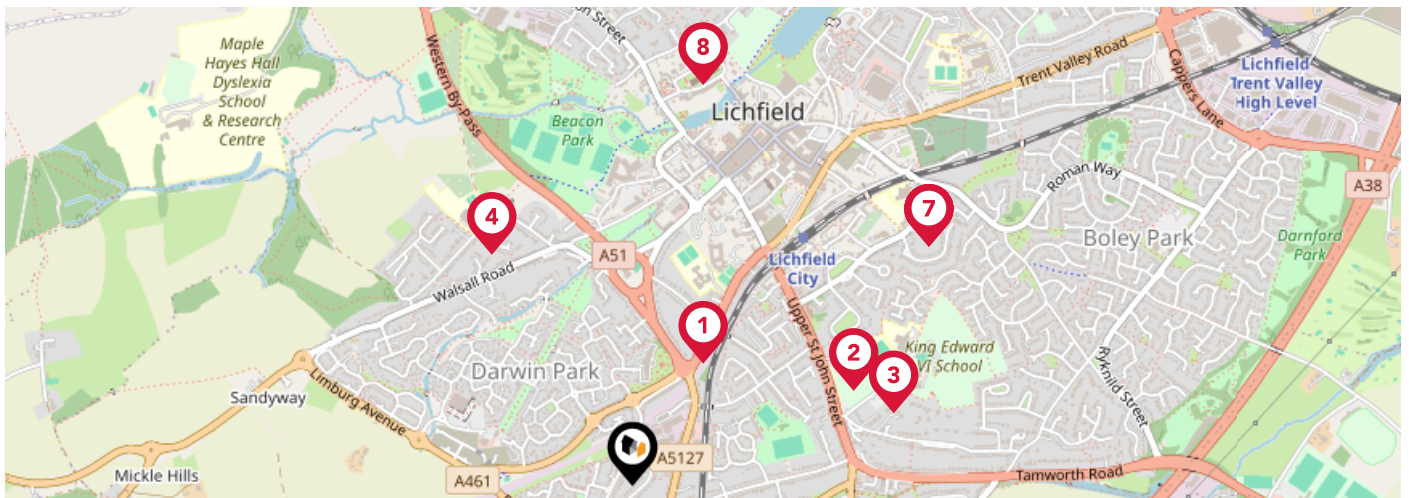 Maple
Hayes Hall
Dyslexia
School
& Research
Centre
Western By-Pass
on Street
8
Lichfield
Beacon
Park
Trent Valley Road
Cappers Lane
Lichfield
Trent Valley
High Level
A38
Roman Way
4
7
Boley Park
Darnford
Park
A51
Lichfield
City
Walsall Road
1
Upper St John Street
2
3
King Edward
VI School
Ryknild Street
Darwin Park
Sandyway
Limburg Avenue
Mickle Hills
A461
A5127
Tamworth Road